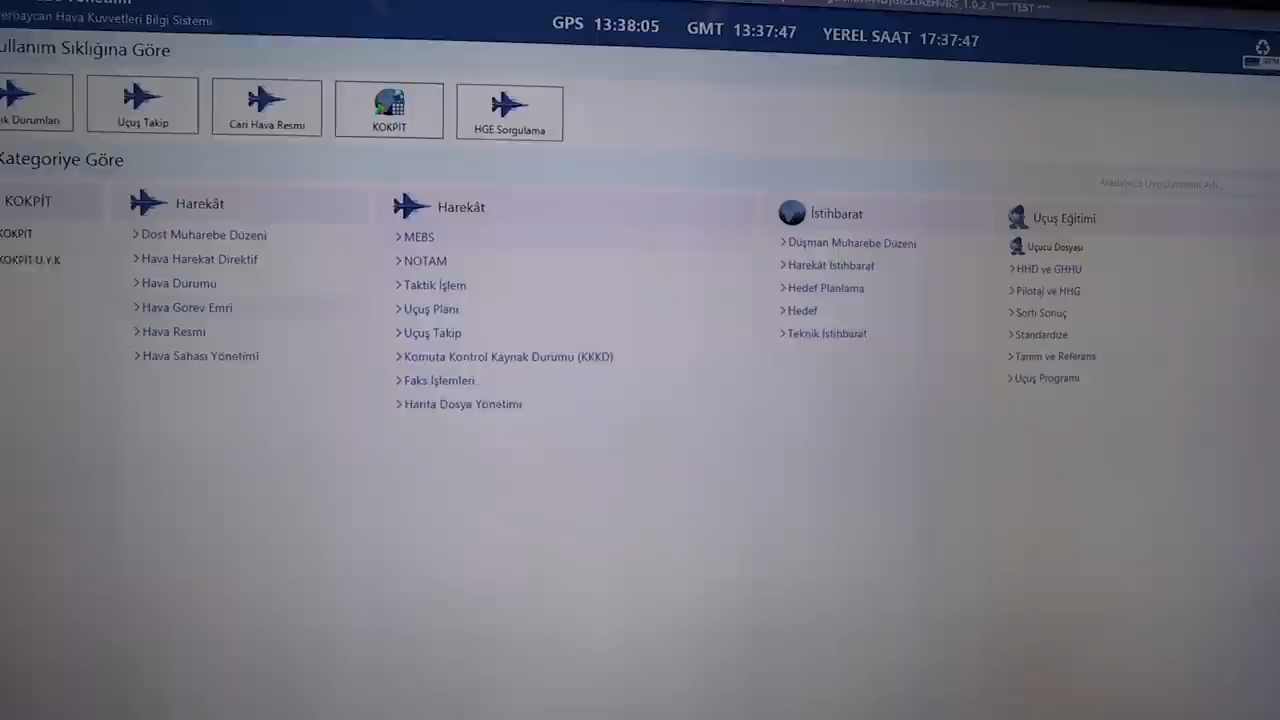 erbaycan Hava Kuvvetleri Bilgi Sistemi
GPS 13:38:05 GMT 13:37:47 YEREL SAAT 17:37:47
ullanım Sıklığına Göre
ık Durumları
Uçuş Takip
Cari Hava Resmi
KOKPİT
HGE Sorgulama
Kategoriye Göre
KOKPİT
KOKPİT
KOKPİT U.Y.K
Harekât
> Dost Muharebe Düzeni
> Hava Harekat Direktif
> Hava Durumu
> Hava Görev Emri
> Hava Resmi
> Hava Sahası Yönetimi
Harekât
> MEBS
> NOTAM
> Taktik İşlem
> Uçuş Planı
> Uçuş Takip
> Komuta Kontrol Kaynak Durumu (KKKD)
> Faks İşlemleri
> Harita Dosya Yönetimi
İstihbarat
> Düşman Muharebe Düzeni
> Harekât İstihbarat
> Hedef Planlama
> Hedef
> Teknik İstihbarat
Uçuş Eğitimi
Uçucu Dosyası
> HHD ve GHHU
> Pilotaj ve HHG
> Sorti Sonuç
> Standardize
> Tanım ve Referans
> Uçuş Programı